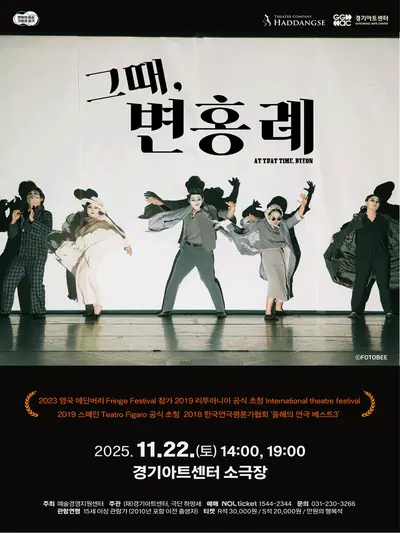 THEATRE COMPANY
HADDANGSE
GGAC 경기아트센터
GYEONGGI ARTS CENTER
그때,
변홍례
AT THAT TIME, BYEON
ⓒFOTOBEE
2023 영국 에딘버러 Fringe Festival 참가 2019 리투아니아 공식 초청 International theatre festival
2019 스페인 Teatro Figaro 공식 초청 2018 한국연극평론가협회 '올해의 연극 베스트3'
2025. 11.22.(토) 14:00, 19:00
경기아트센터 소극장
주최 예술경영지원센터 주관 (재)경기아트센터, 극단 하땅세 예매 NOLticket 1544-2344 문의 031-230-3266
관람연령 15세 이상 관람가 (2010년 포함 이전 출생자) 티켓 R석 30,000원 / S석 20,000원 / 만원의 행복석